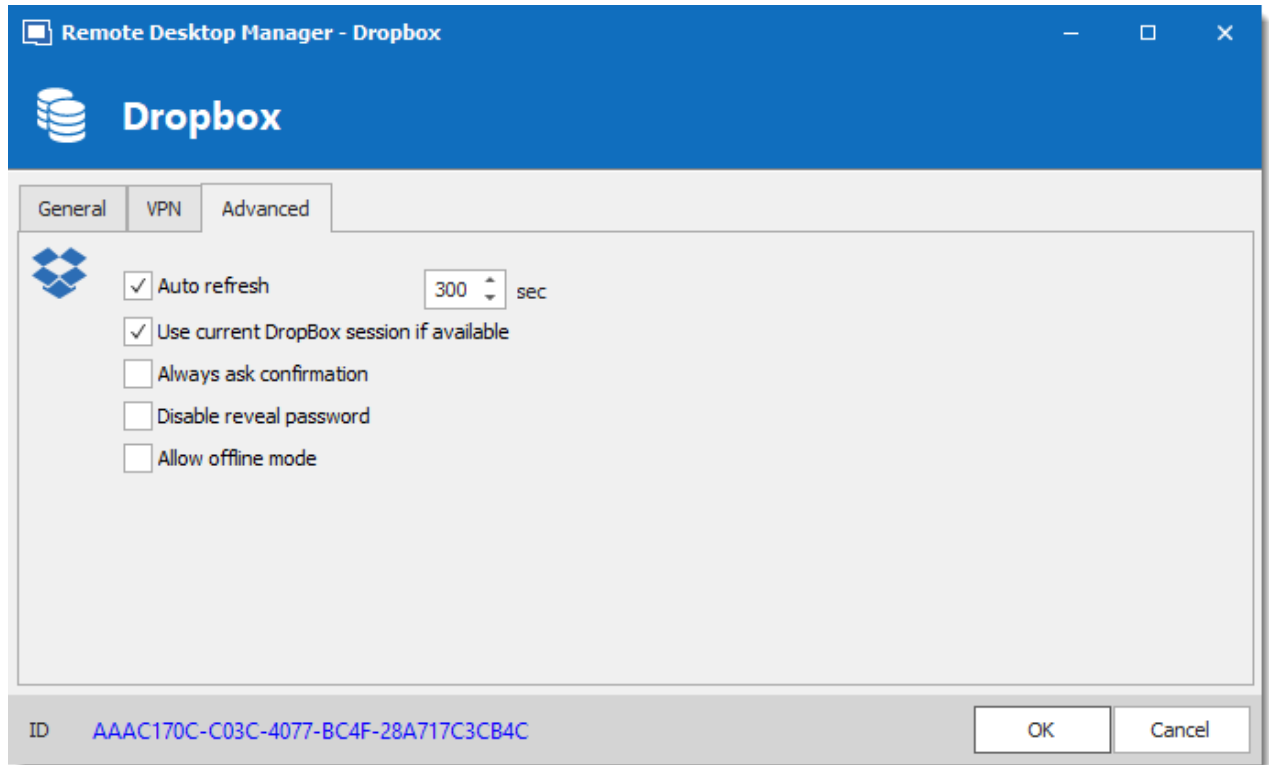 Remote Desktop Manager - Dropbox
Dropbox
General VPN Advanced
Auto refresh 300 sec
Use current DropBox session if available
Always ask confirmation
Disable reveal password
Allow offline mode
ID AAAC170C-C03C-4077-BC4F-28A717C3CB4C OK Cancel